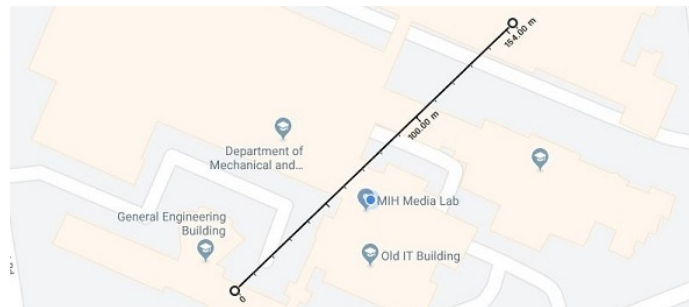 154.00 m
100.00 m
Department of
Mechanical and...
MIH Media Lab
General Engineering
Building
Old IT Building
0